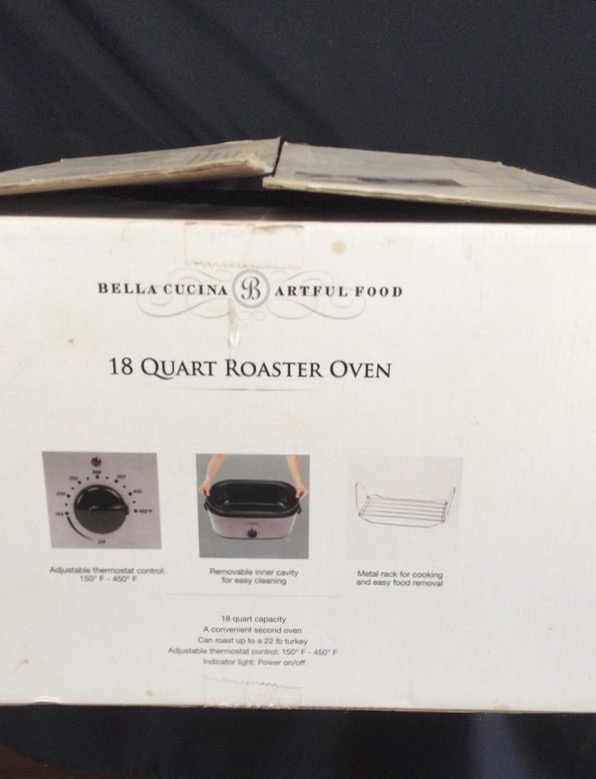 BELLA CUCINA B ARTFUL FOOD
18 QUART ROASTER OVEN
Adjustable thermostat control:
150° F - 450° F
Removable inner cavity
for easy cleaning
Metal rack for cooking
and easy food removal
18 quart capacity
A convenient second oven
Can roast up to a 22 lb turkey
Adjustable thermostat control: 150° F - 450° F
Indicator light: Power on/off